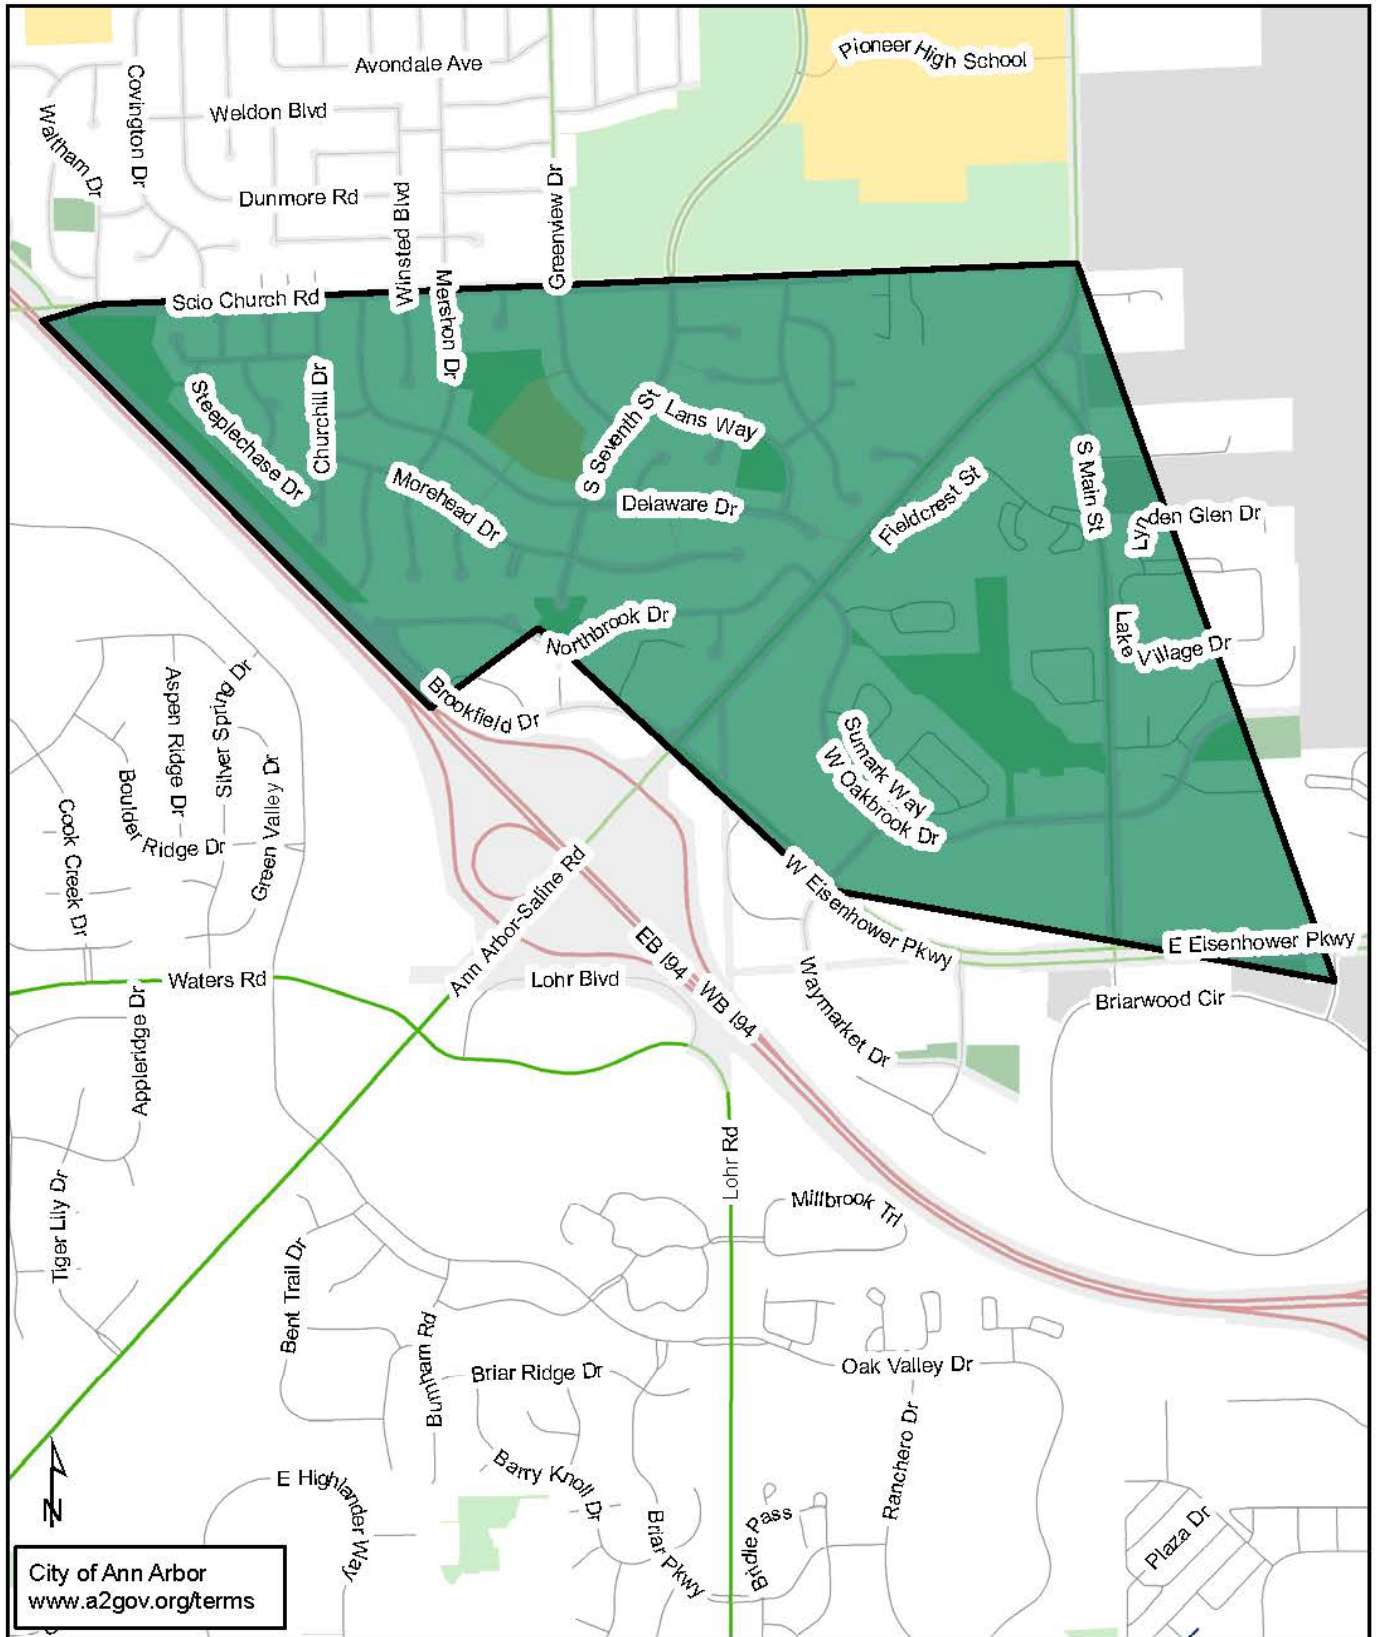 Pioneer High School
Avondale Ave
Covington Dr
Weldon Blvd
Waltham Dr
Dunmore Rd
Winsted Blvd
Greenview Dr
Mershon Dr
Scio Church Rd
Steeplechase Dr
Churchill Dr
S Seventh St
Lans Way
Morehead Dr
Delaware Dr
Fieldcrest St
S Main St
Lynden Glen Dr
Northbrook Dr
Lake Village Dr
Brookfield Dr
Aspen Ridge Dr
Silver Spring Dr
Sumark Way
W Oakbrook Dr
Boulder Ridge Dr
Green Valley Dr
Cook Creek Dr
Ann Arbor-Saline Rd
W Eisenhower Pkwy
E Eisenhower Pkwy
EB I94
WB I94
Waters Rd
Lohr Blvd
Waymarket Dr
Briarwood Cir
Appleridge Dr
Lohr Rd
Tiger Lily Dr
Millbrook Trl
Bent Trail Dr
Burnham Rd
Briar Ridge Dr
Oak Valley Dr
Ranchero Dr
Barry Knoll Dr
E Highlander Way
Briar Pkwy
Bridle Pass
Plaza Dr
N
City of Ann Arbor
www.a2gov.org/terms